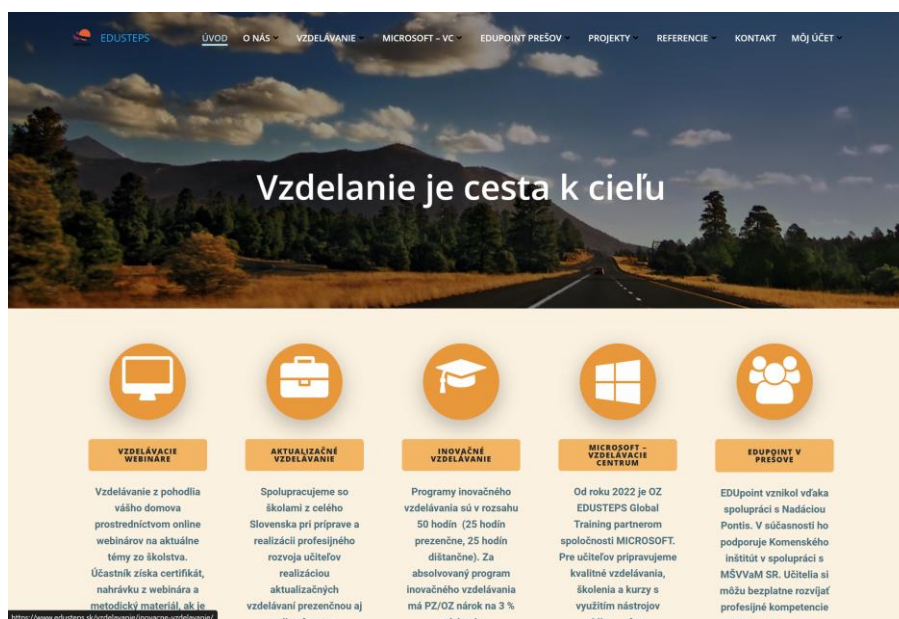 EDUSTEPS
ÚVOD O NÁS VZDELÁVANIE MICROSOFT – VC EDUPOINT PREŠOV PROJEKTY REFERENCIE KONTAKT MÔJ ÚČET
Vzdelanie je cesta k cieľu
VZDELÁVACIE
WEBINÁRE
Vzdelávanie z pohodlia
vášho domova
prostredníctvom online
webinárov na aktuálne
témy zo školstva.
Účastník získa certifikát,
nahrávku z webinára a
metodický materiál, ak je
AKTUALIZAČNÉ
VZDELÁVANIE
Spolupracujeme so
školami z celého
Slovenska pri príprave a
realizácii profesijného
rozvoja učiteľov
realizáciou
aktualizačných
vzdelávaní prezenčnou aj
INOVAČNÉ
VZDELÁVANIE
Programy inovačného
vzdelávania sú v rozsahu
50 hodín (25 hodín
prezenčne, 25 hodín
dištančne). Za
absolvovaný program
inovačného vzdelávania
má PZ/OZ nárok na 3 %
MICROSOFT –
VZDELÁVACIE
CENTRUM
Od roku 2022 je OZ
EDUSTEPS Global
Training partnerom
spoločnosti MICROSOFT.
Pre učiteľov pripravujeme
kvalitné vzdelávania,
školenia a kurzy s
využitím nástrojov
EDUPOINT V
PREŠOVE
EDUpoint vznikol vďaka
spolupráci s Nadáciou
Pontis. V súčasnosti ho
podporuje Komenského
inštitút v spolupráci s
MŠVVaM SR. Učitelia si
môžu bezplatne rozvíjať
profesijné kompetencie
https://www.edusteps.sk/vzdelavanie/inovacne-vzdelavanie/